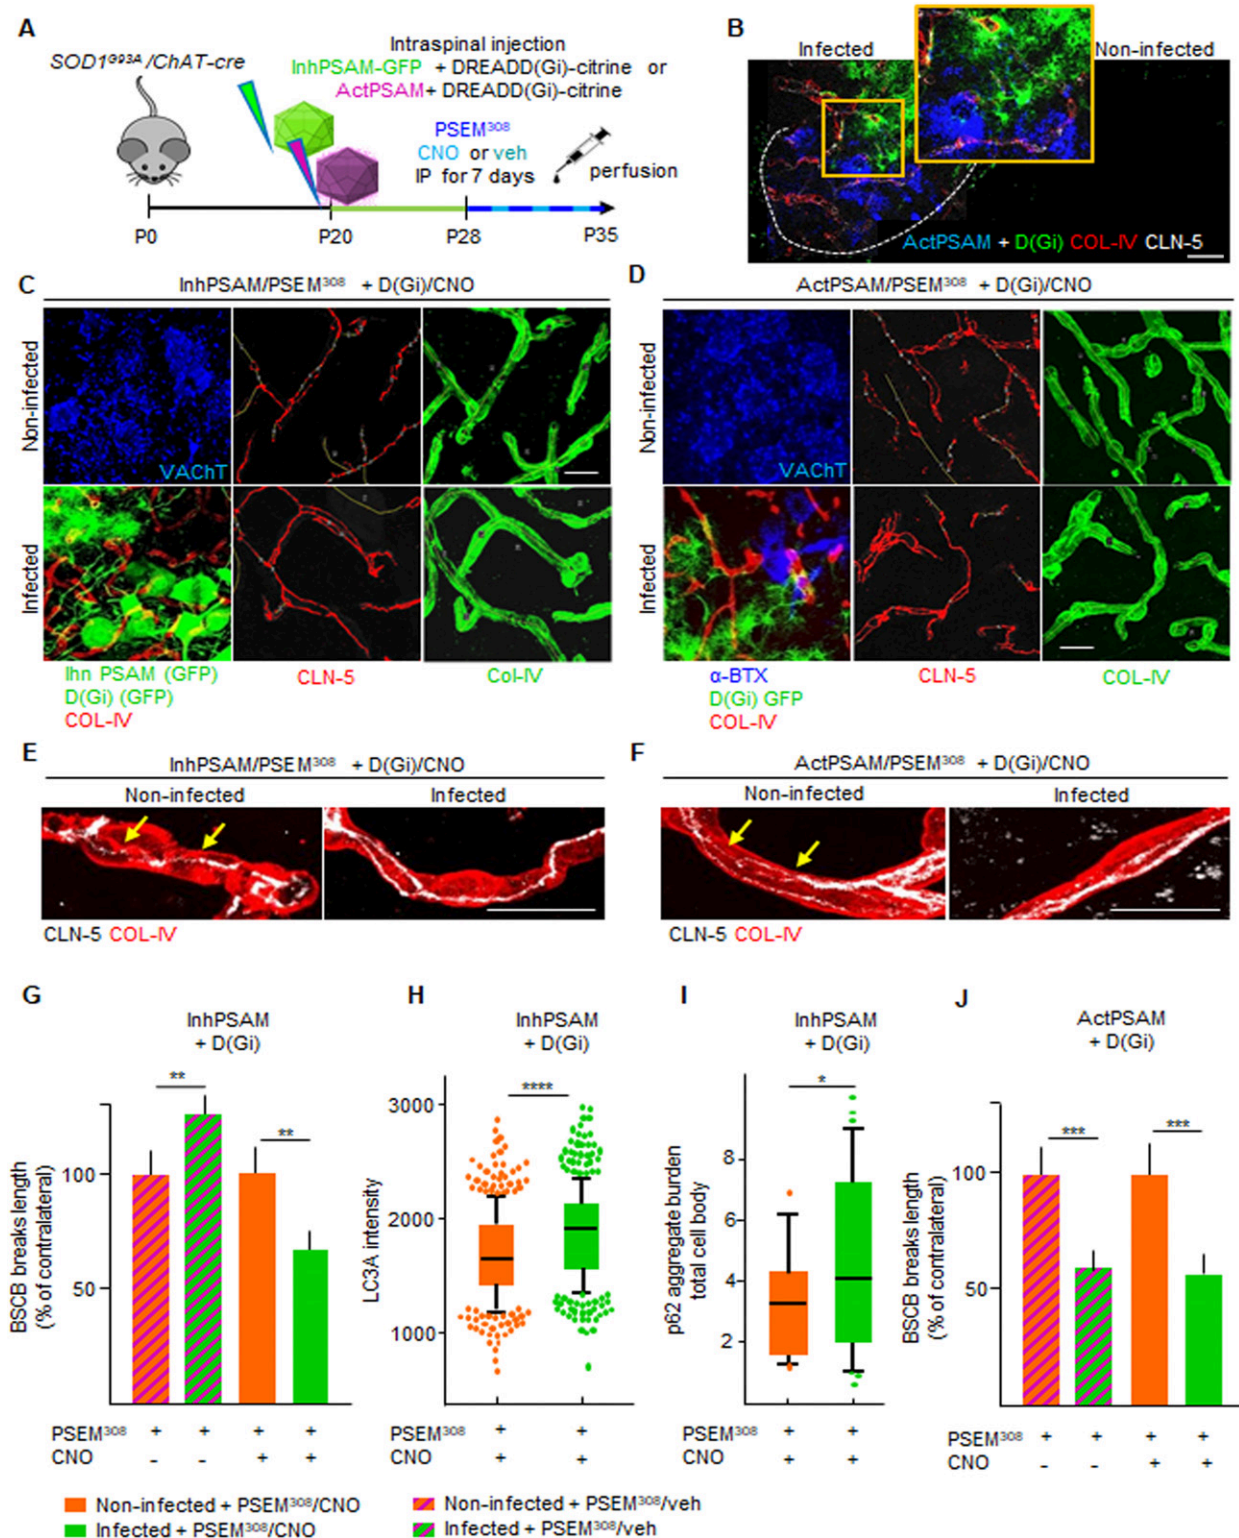 A
SOD1ᴳ⁹³ᴬ/ChAT-cre
Intraspinal injection
InhPSAM-GFP + DREADD(Gi)-citrine or
ActPSAM+ DREADD(Gi)-citrine
PSEM³⁰⁸
CNO or veh
IP for 7 days
perfusion
P0
P20
P28
P35
B
Infected
Non-infected
ActPSAM + D(Gi) COL-IV CLN-5
C
InhPSAM/PSEM³⁰⁸ + D(Gi)/CNO
Non-infected
VAChT
Infected
Ihn PSAM (GFP)
D(Gi) (GFP)
COL-IV
CLN-5
Col-IV
D
ActPSAM/PSEM³⁰⁸ + D(Gi)/CNO
Non-infected
VAChT
Infected
α-BTX
D(Gi) GFP
COL-IV
CLN-5
COL-IV
E
InhPSAM/PSEM³⁰⁸ + D(Gi)/CNO
Non-infected
Infected
CLN-5 COL-IV
F
ActPSAM/PSEM³⁰⁸ + D(Gi)/CNO
Non-infected
Infected
CLN-5 COL-IV
G
InhPSAM
+ D(Gi)
BSCB breaks length
(% of contralateral)
100
50
**
**
PSEM³⁰⁸ + + + +
CNO - - + +
H
InhPSAM
+ D(Gi)
LC3A intensity
3000
2000
1000
****
+ +
+ +
I
InhPSAM
+ D(Gi)
p62 aggregate burden
total cell body
8
6
4
2
*
+ +
+ +
J
ActPSAM
+ D(Gi)
BSCB breaks length
(% of contralateral)
100
50
***
***
PSEM³⁰⁸ + + + +
CNO - - + +
Non-infected + PSEM³⁰⁸/CNO
Infected + PSEM³⁰⁸/CNO
Non-infected + PSEM³⁰⁸/veh
Infected + PSEM³⁰⁸/veh